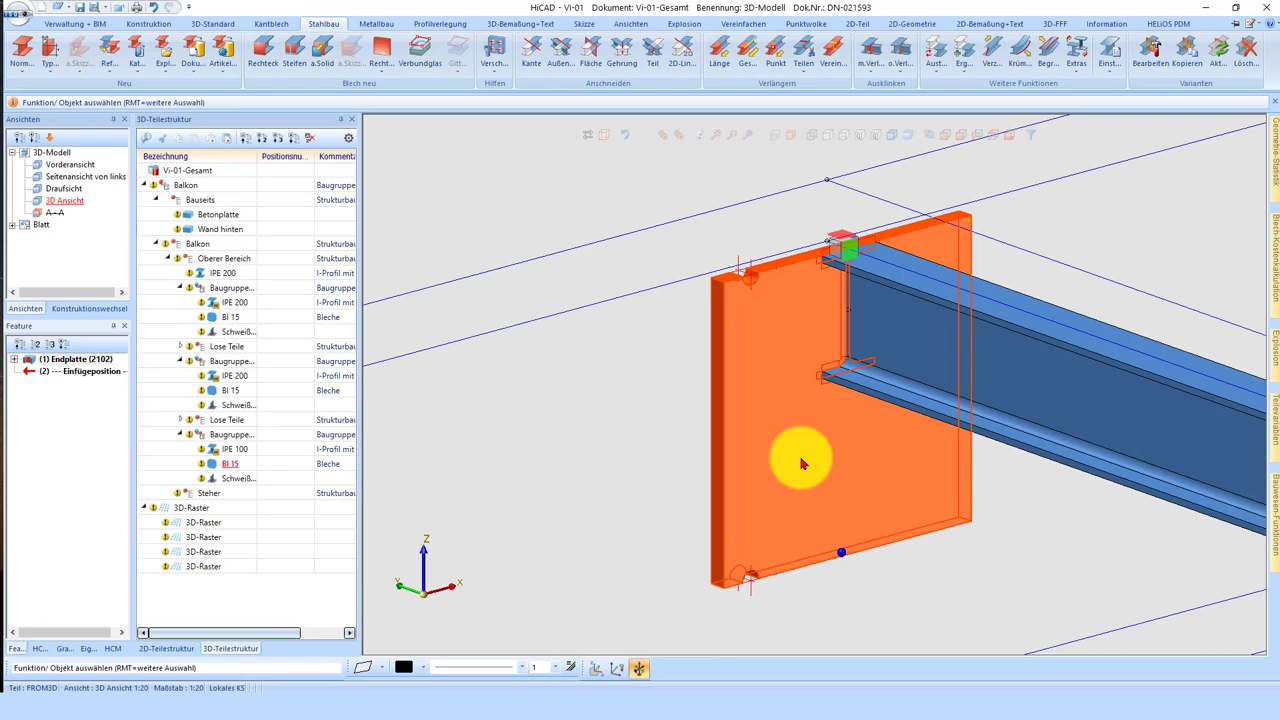 HiCAD - VI-01    Dokument: Vi-01-Gesamt    Benennung: 3D-Modell    Dok.Nr.: DN-021593
Verwaltung + BIM Konstruktion 3D-Standard Kantblech Stahlbau Metallbau Profilverlegung 3D-Bemaßung+Text Skizze Ansichten Explosion Vereinfachen Punktwolke 2D-Teil 2D-Geometrie 2D-Bemaßung+Text 3D-FFF Information HELiOS PDM
Norm... Typ... a.Skizz... Ref... Kat... Expl... Doku... Artikel... Rechteck Steifen a.Solid Rech... Verbundglas Gitt... Versch... Kante Außen... Fläche Gehrung Teil 2D-Lin... Länge Ges... Punkt Teilen Verein... m.Verl... o.Verl... Aust... Erg... Verz... Krüm... Begr... Extras Einst... Bearbeiten Kopieren Akt... Lösch...
Neu Blech neu Hilfen Anschneiden Verlängern Ausklinken Weitere Funktionen Varianten
Funktion/ Objekt auswählen (RMT=weitere Auswahl)
Ansichten
3D-Modell
Vorderansicht
Seitenansicht von links
Draufsicht
3D Ansicht
A-A
Blatt
Ansichten Konstruktionswechsel
Feature
(1) Endplatte (2102)
(2) --- Einfügeposition --
Fea... HC... Gra... Eig... HCM
3D-Teilestruktur
Bezeichnung Positionsnu... Kommenta
Vi-01-Gesamt
Balkon Baugruppe
Bauseits Strukturbau
Betonplatte
Wand hinten
Balkon Strukturbau
Oberer Bereich Strukturbau
IPE 200 I-Profil mit
Baugruppe... Baugruppe
IPE 200 I-Profil mit
Bl 15 Bleche
Schweiß...
Lose Teile Strukturbau
Baugruppe... Baugruppe
IPE 200 I-Profil mit
Bl 15 Bleche
Schweiß...
Lose Teile Strukturbau
Baugruppe... Baugruppe
IPE 100 I-Profil mit
Bl 15 Bleche
Schweiß...
Steher Strukturbau
3D-Raster
3D-Raster
3D-Raster
3D-Raster
3D-Raster
2D-Teilestruktur 3D-Teilestruktur
Z
Y
X
Geometrie-Statistik
Blech-Kostenkalkulation
Explosion
Teilevariablen
Bauwesen-Funktionen
Funktion/ Objekt auswählen (RMT=weitere Auswahl)
1
Teil : FROM3D Ansicht : 3D Ansicht 1:20 Maßstab : 1:20 Lokales KS